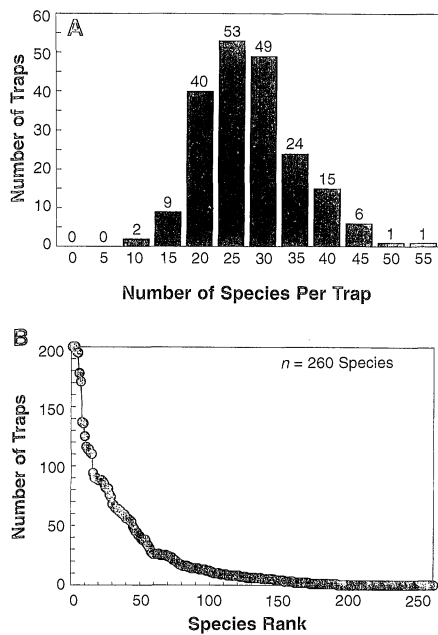 A
60
50
40
30
20
10
0
Number of Traps
0 0 2 9 40 53 49 24 15 6 1 1
0 5 10 15 20 25 30 35 40 45 50 55
Number of Species Per Trap
B
n = 260 Species
200
150
100
50
0
Number of Traps
0 50 100 150 200 250
Species Rank